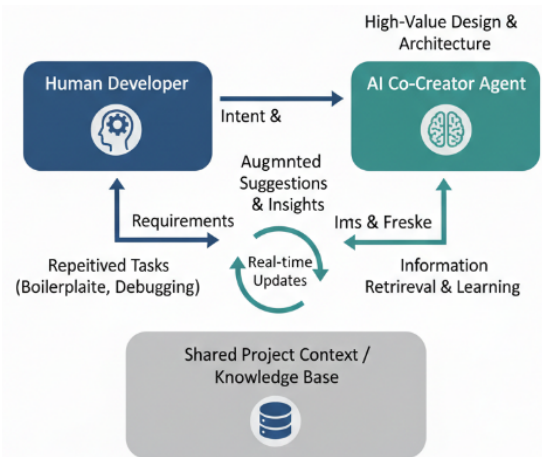 High-Value Design &
Architecture
Human Developer
AI Co-Creator Agent
Intent &
Augmnted
Suggestions
& Insights
Requirements
Ims & Freske
Repeitived Tasks
(Boilerplaite, Debugging)
Real-time
Updates
Information
Retrireval & Learning
Shared Project Context /
Knowledge Base